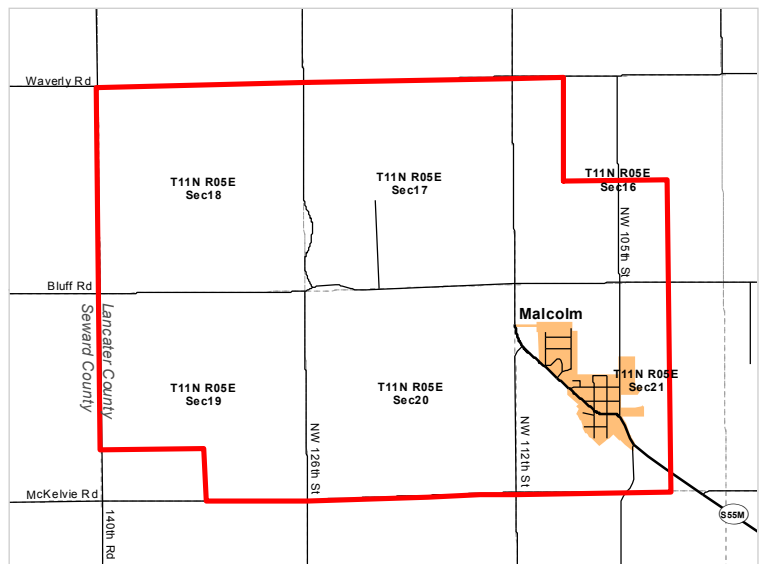 Waverly Rd
T11N R05E
Sec18
T11N R05E
Sec17
T11N R05E
Sec16
NW 105th St
Bluff Rd
Lancater County
Seward County
Malcolm
T11N R05E
Sec19
T11N R05E
Sec20
T11N R05E
Sec21
NW 126th St
NW 112th St
McKelvie Rd
140th Rd
S55M